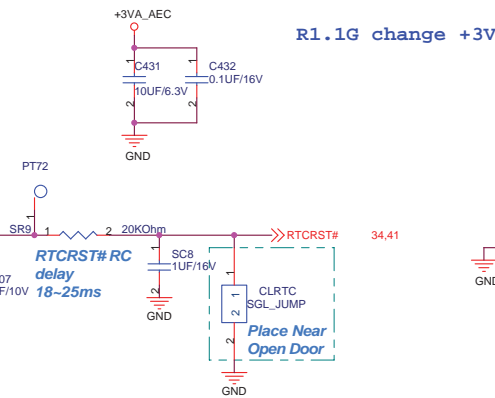 +3VA_AEC
R1.1G change +3V
1
C431
10UF/6.3V
2
1
C432
0.1UF/16V
2
GND
PT72
1
SR9 1 2 20KOhm
RTCRST# 34,41
RTCRST# RC
delay
18~25ms
07
F/10V
1
SC8
1UF/16V
2
GND
1
CLRTC
SGL_JUMP
1
2
2
Place Near
Open Door
GND
GND